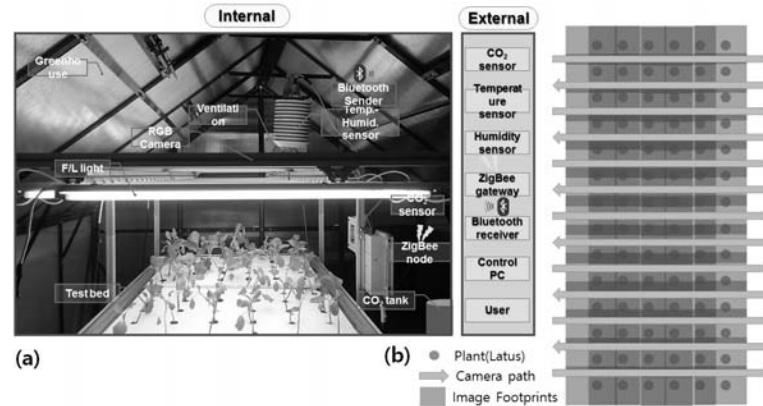 Internal
External
Greenho
use
Ventilati
on
RGB
Camera
Bluetooth
Sender
Temp.-
Humid.
sensor
F/L light
CO₂
sensor
ZigBee
node
Test bed
CO₂ tank
CO₂
sensor
Temperat
ure
sensor
Humidity
sensor
ZigBee
gateway
Bluetooth
receiver
Control
PC
User
(a)
(b)
Plant(Latus)
Camera path
Image Footprints